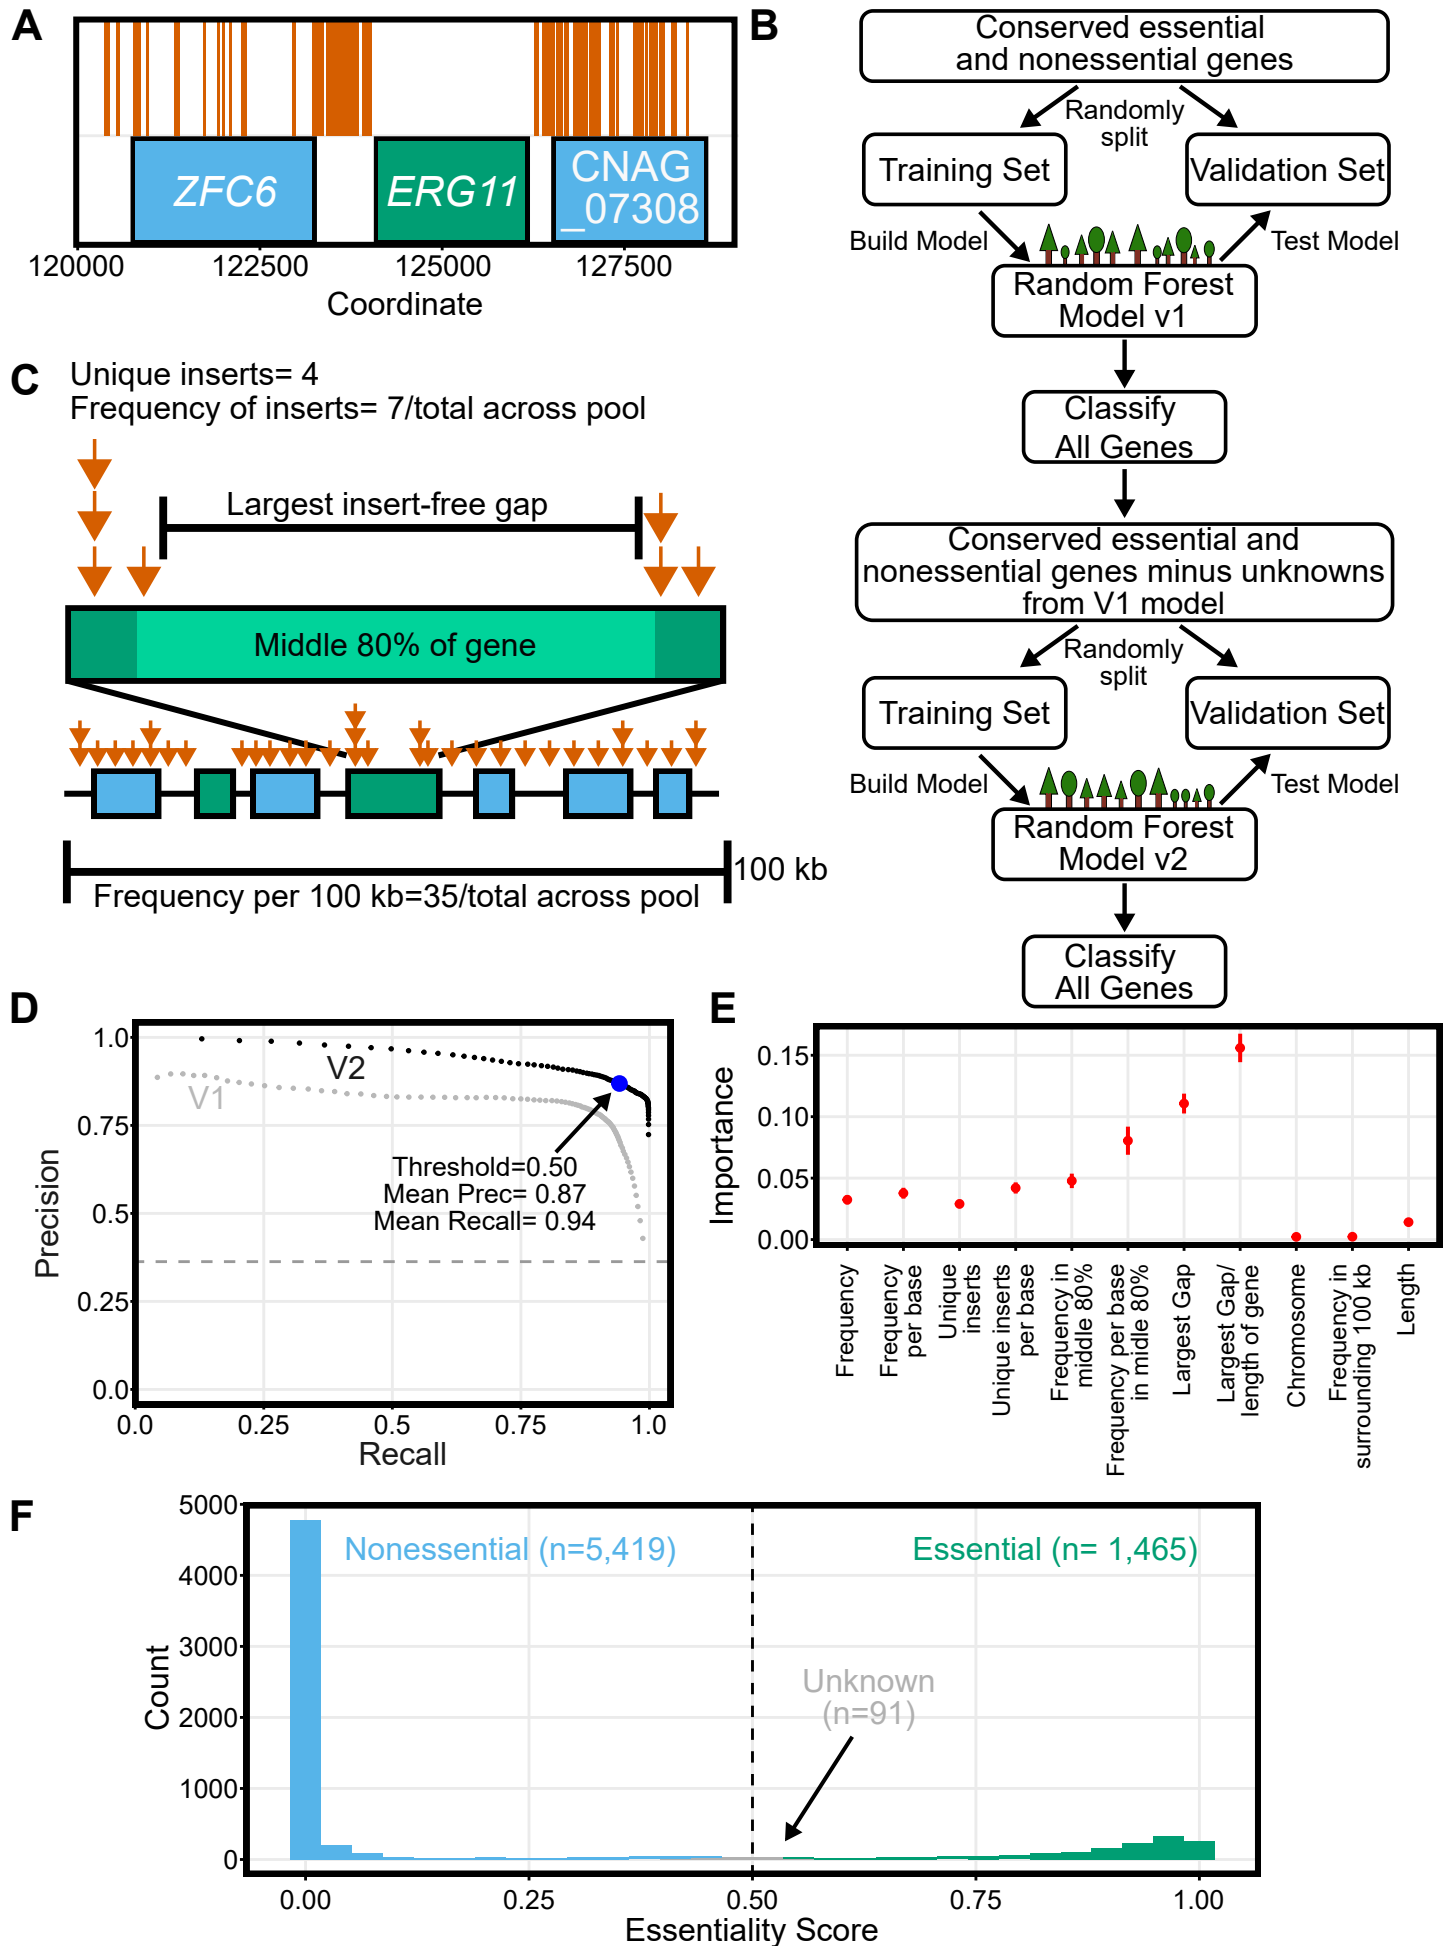 A
ZFC6
ERG11
CNAG
_07308
120000
122500
125000
127500
Coordinate
B
Conserved essential
and nonessential genes
Randomly
split
Training Set
Validation Set
Build Model
Test Model
Random Forest
Model v1
Classify
All Genes
Conserved essential and
nonessential genes minus unknowns
from V1 model
Randomly
split
Training Set
Validation Set
Build Model
Test Model
Random Forest
Model v2
Classify
All Genes
C
Unique inserts= 4
Frequency of inserts= 7/total across pool
Largest insert-free gap
Middle 80% of gene
100 kb
Frequency per 100 kb=35/total across pool
D
Precision
1.0
0.75
0.5
0.25
0.0
V2
V1
Threshold=0.50
Mean Prec= 0.87
Mean Recall= 0.94
0.0
0.25
0.5
0.75
1.0
Recall
E
Importance
0.15
0.10
0.05
0.00
Frequency
Frequency
per base
Unique
inserts
Unique inserts
per base
Frequency in
middle 80%
Frequency per base
in midle 80%
Largest Gap
Largest Gap/
length of gene
Chromosome
Frequency in
surrounding 100 kb
Length
F
Count
5000
4000
3000
2000
1000
0
Nonessential (n=5,419)
Essential (n= 1,465)
Unknown
(n=91)
0.00
0.25
0.50
0.75
1.00
Essentiality Score